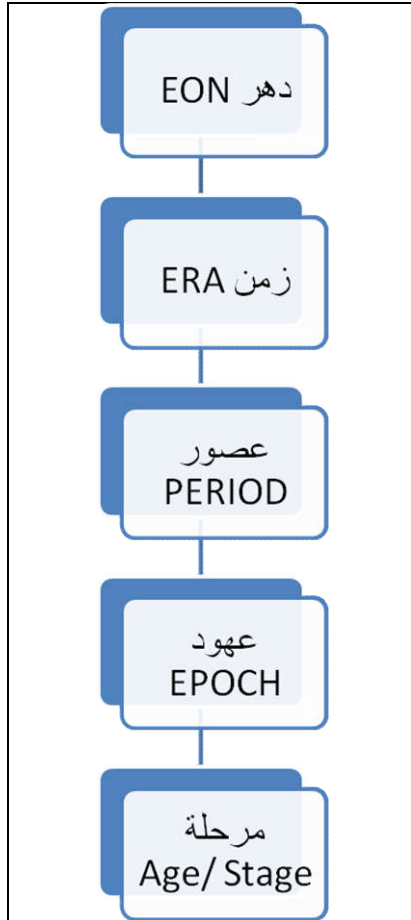 دهر EON
زمن ERA
عصور
PERIOD
عهود
EPOCH
مرحلة
Age/ Stage